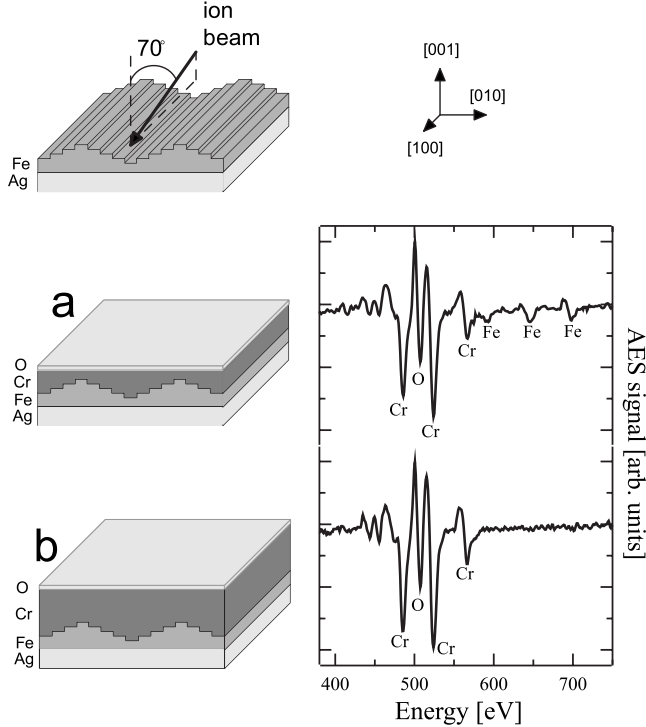 ion
beam
70°
[001]
[010]
[100]
Fe
Ag
a
O
Cr
Fe
Ag
Cr
O
Cr
Cr
Fe
Fe
Fe
b
O
Cr
Fe
Ag
Cr
O
Cr
Cr
AES signal [arb. units]
400 500 600 700
Energy [eV]